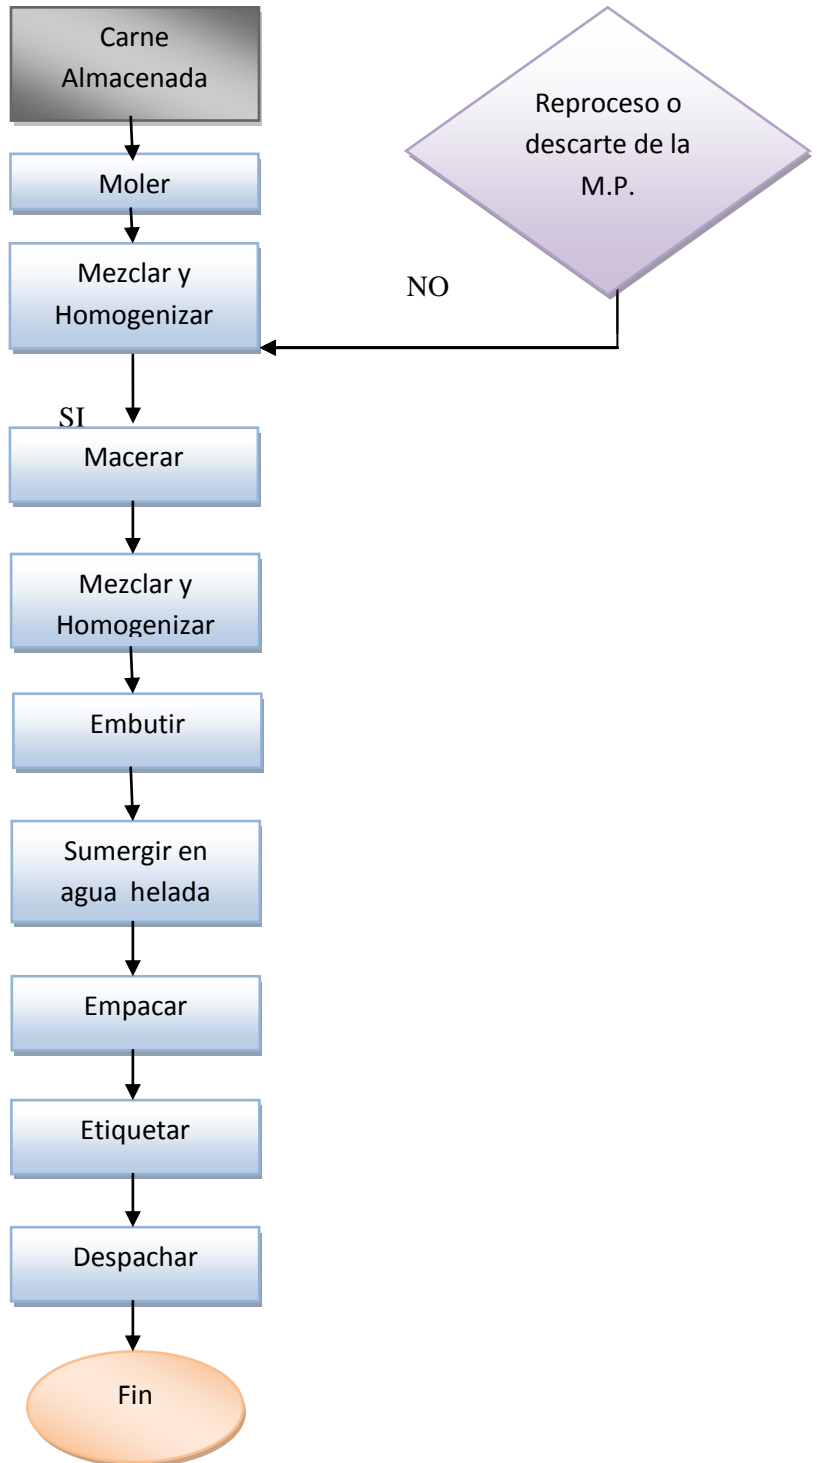 Carne
Almacenada
Reproceso o
descarte de la
M.P.
Moler
Mezclar y
Homogenizar
NO
SI
Macerar
Mezclar y
Homogenizar
Embutir
Sumergir en
agua helada
Empacar
Etiquetar
Despachar
Fin